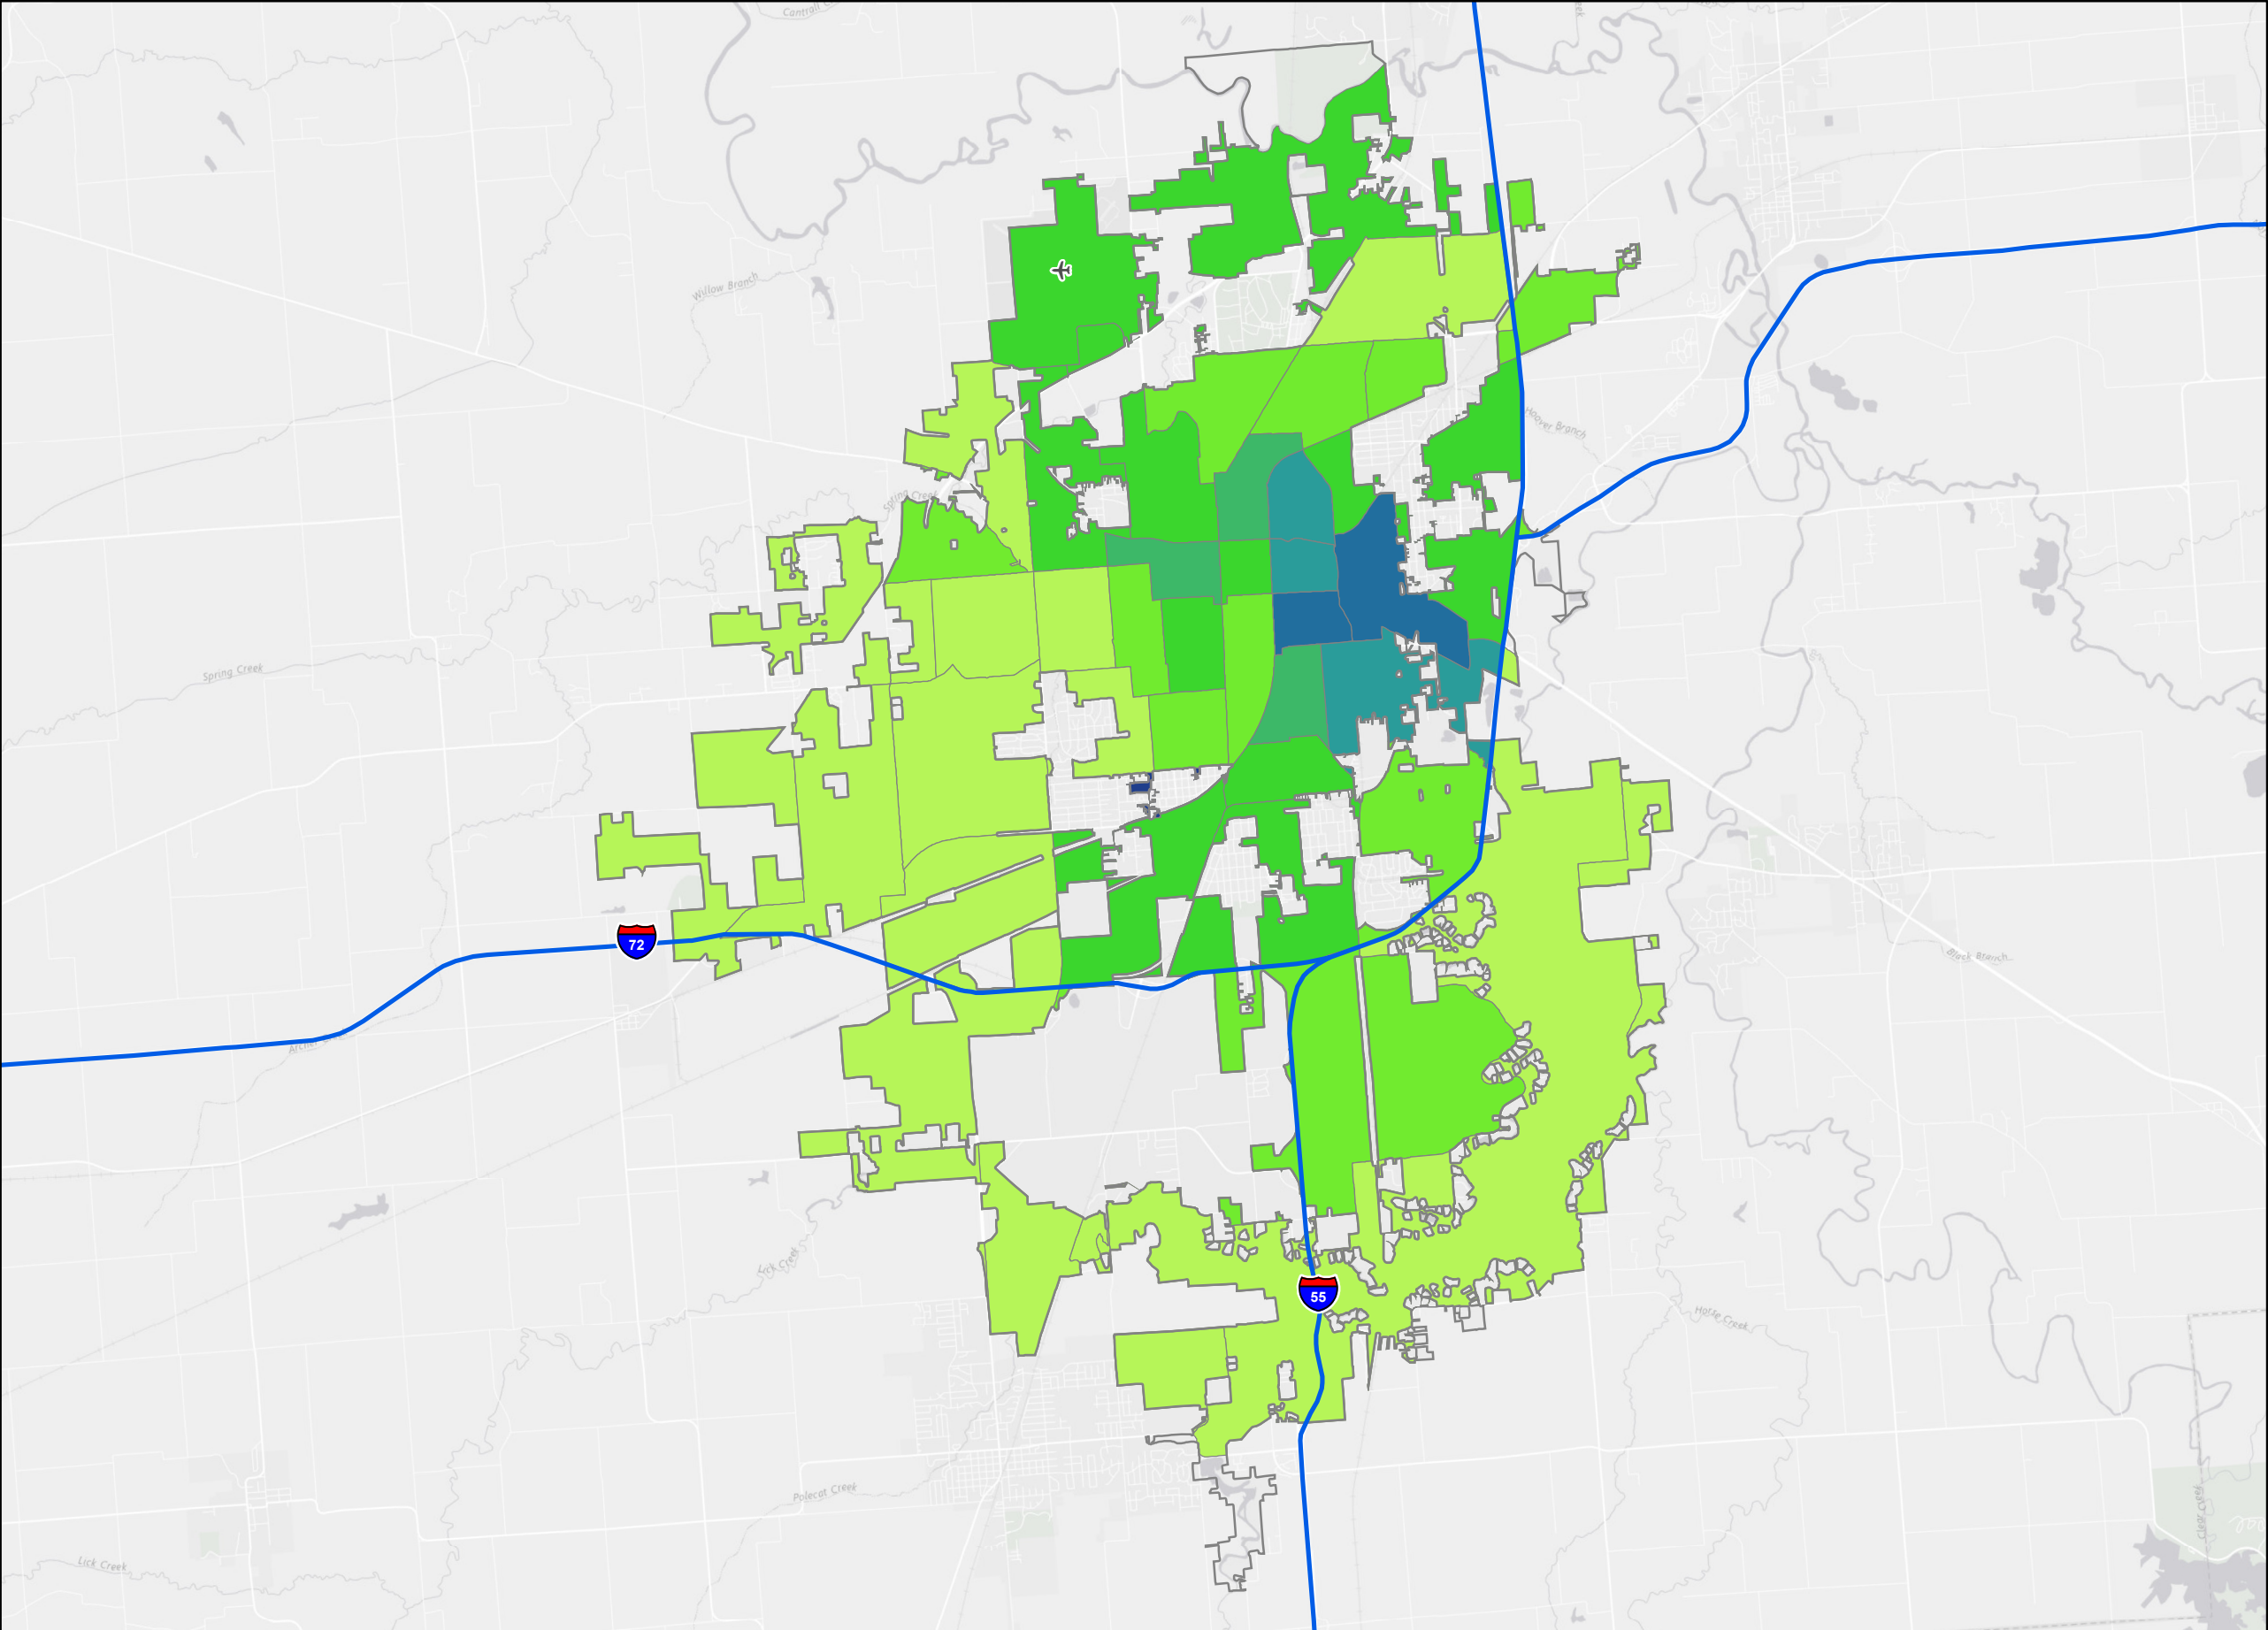 Cantrall
Willow Branch
Hoover Branch
Spring Creek
Spring Creek
72
Black Branch
55
Horse Creek
Lick Creek
Polecat Creek
Lick Creek